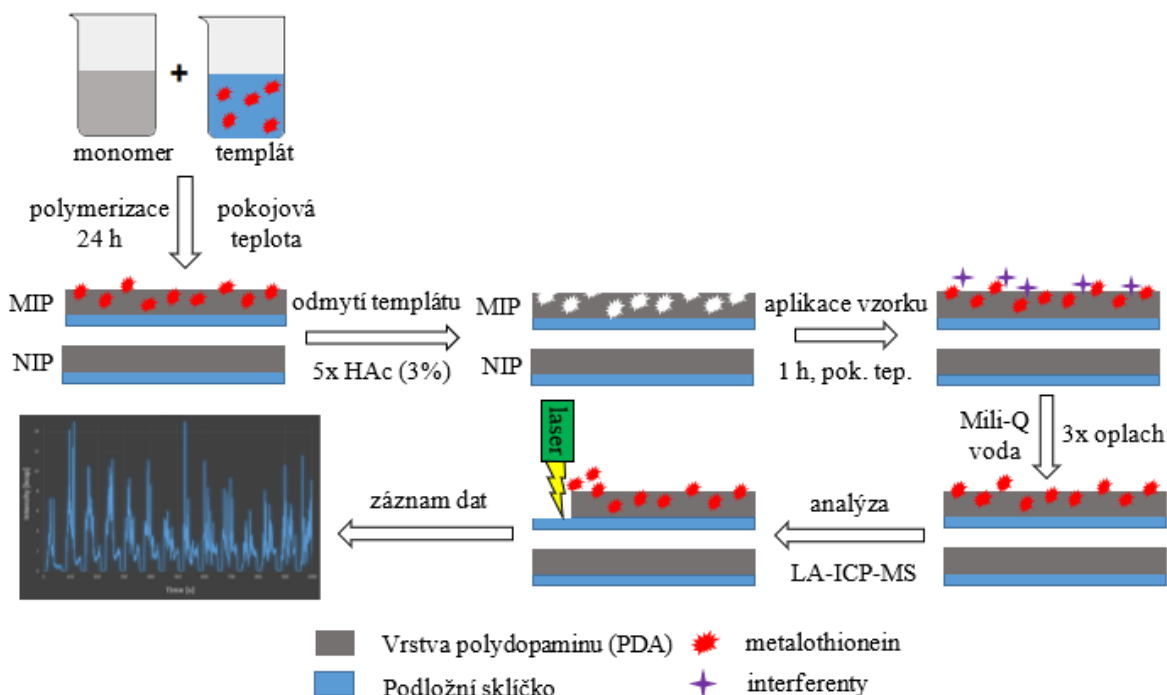 +
monomer
templát
polymerizace
24 h
pokojová
teplota
MIP
NIP
odmytí templátu
5x HAc (3%)
MIP
NIP
aplikace vzorku
1 h, pok. tep.
Mili-Q
voda
3x oplach
analýza
LA-ICP-MS
laser
záznam dat
Time [s]
Vrstva polydopaminu (PDA)
metalothionein
Podložní sklíčko
interferenty